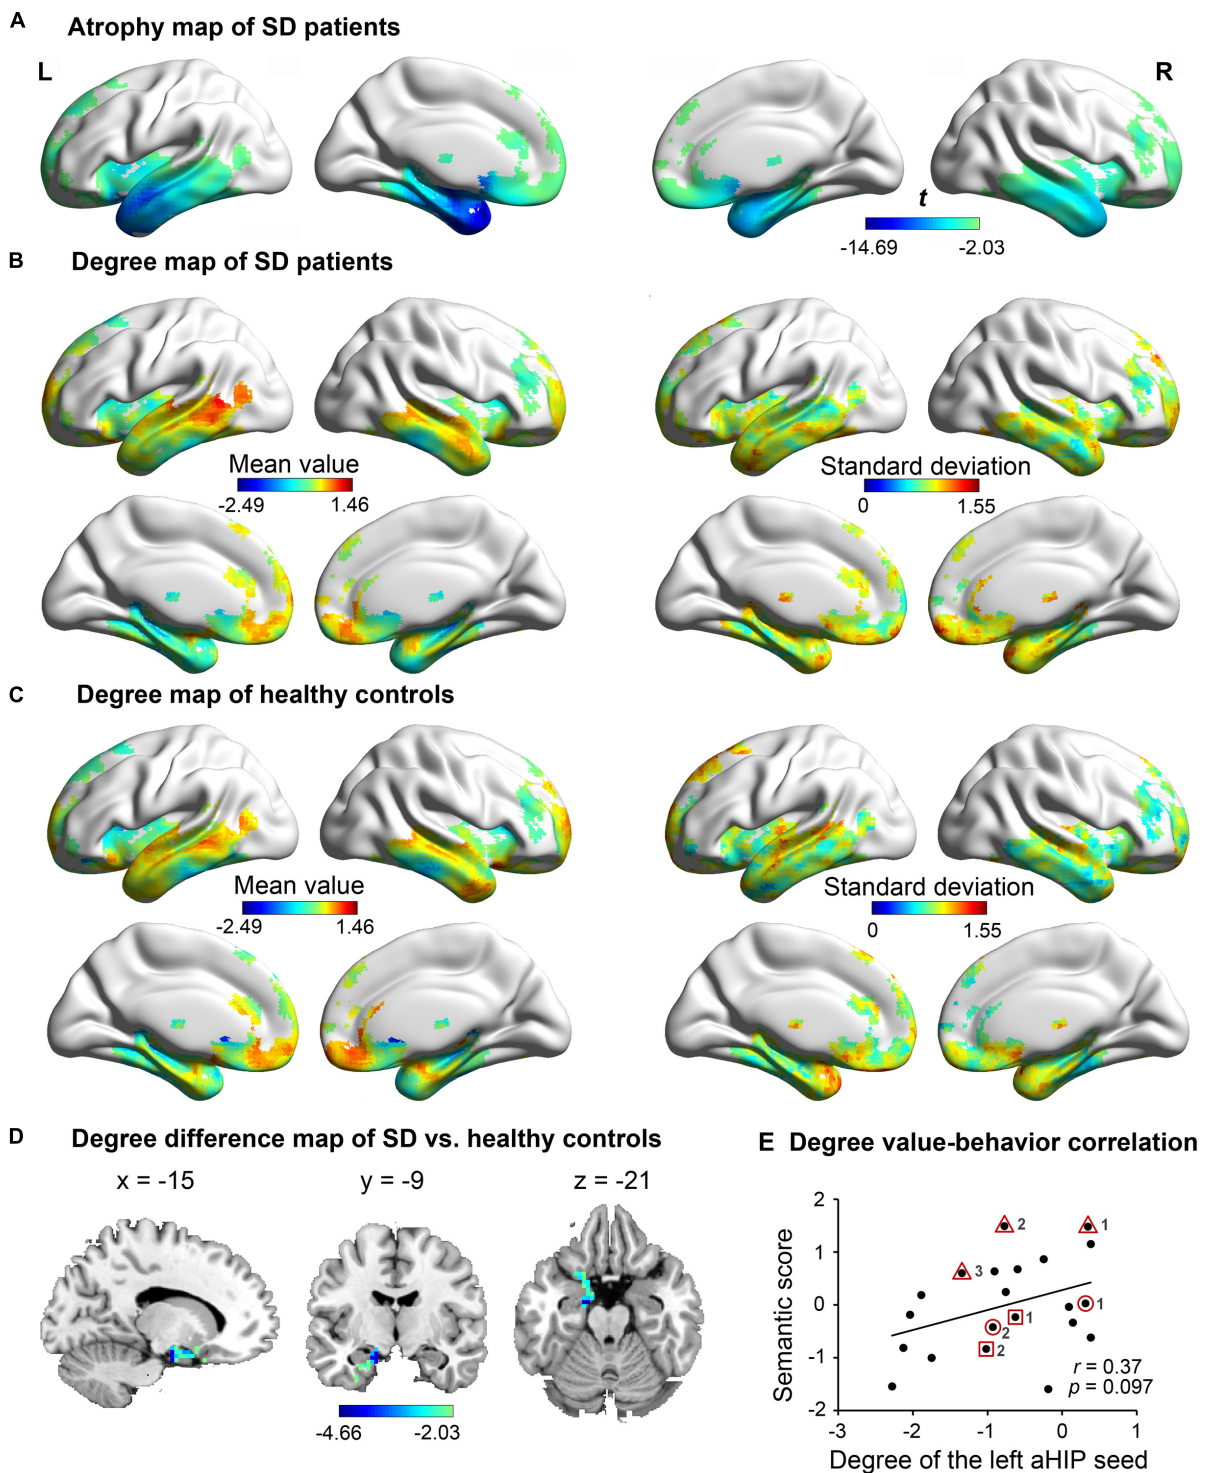 A Atrophy map of SD patients
L
R
t
-14.69 -2.03
B Degree map of SD patients
Mean value
-2.49 1.46
Standard deviation
0 1.55
C Degree map of healthy controls
Mean value
-2.49 1.46
Standard deviation
0 1.55
D Degree difference map of SD vs. healthy controls
x = -15 y = -9 z = -21
-4.66 -2.03
E Degree value-behavior correlation
Semantic score
2
1
0
-1
-2
2
1
3
1
1
2
2
r = 0.37
p = 0.097
-3 -2 -1 0 1
Degree of the left aHIP seed